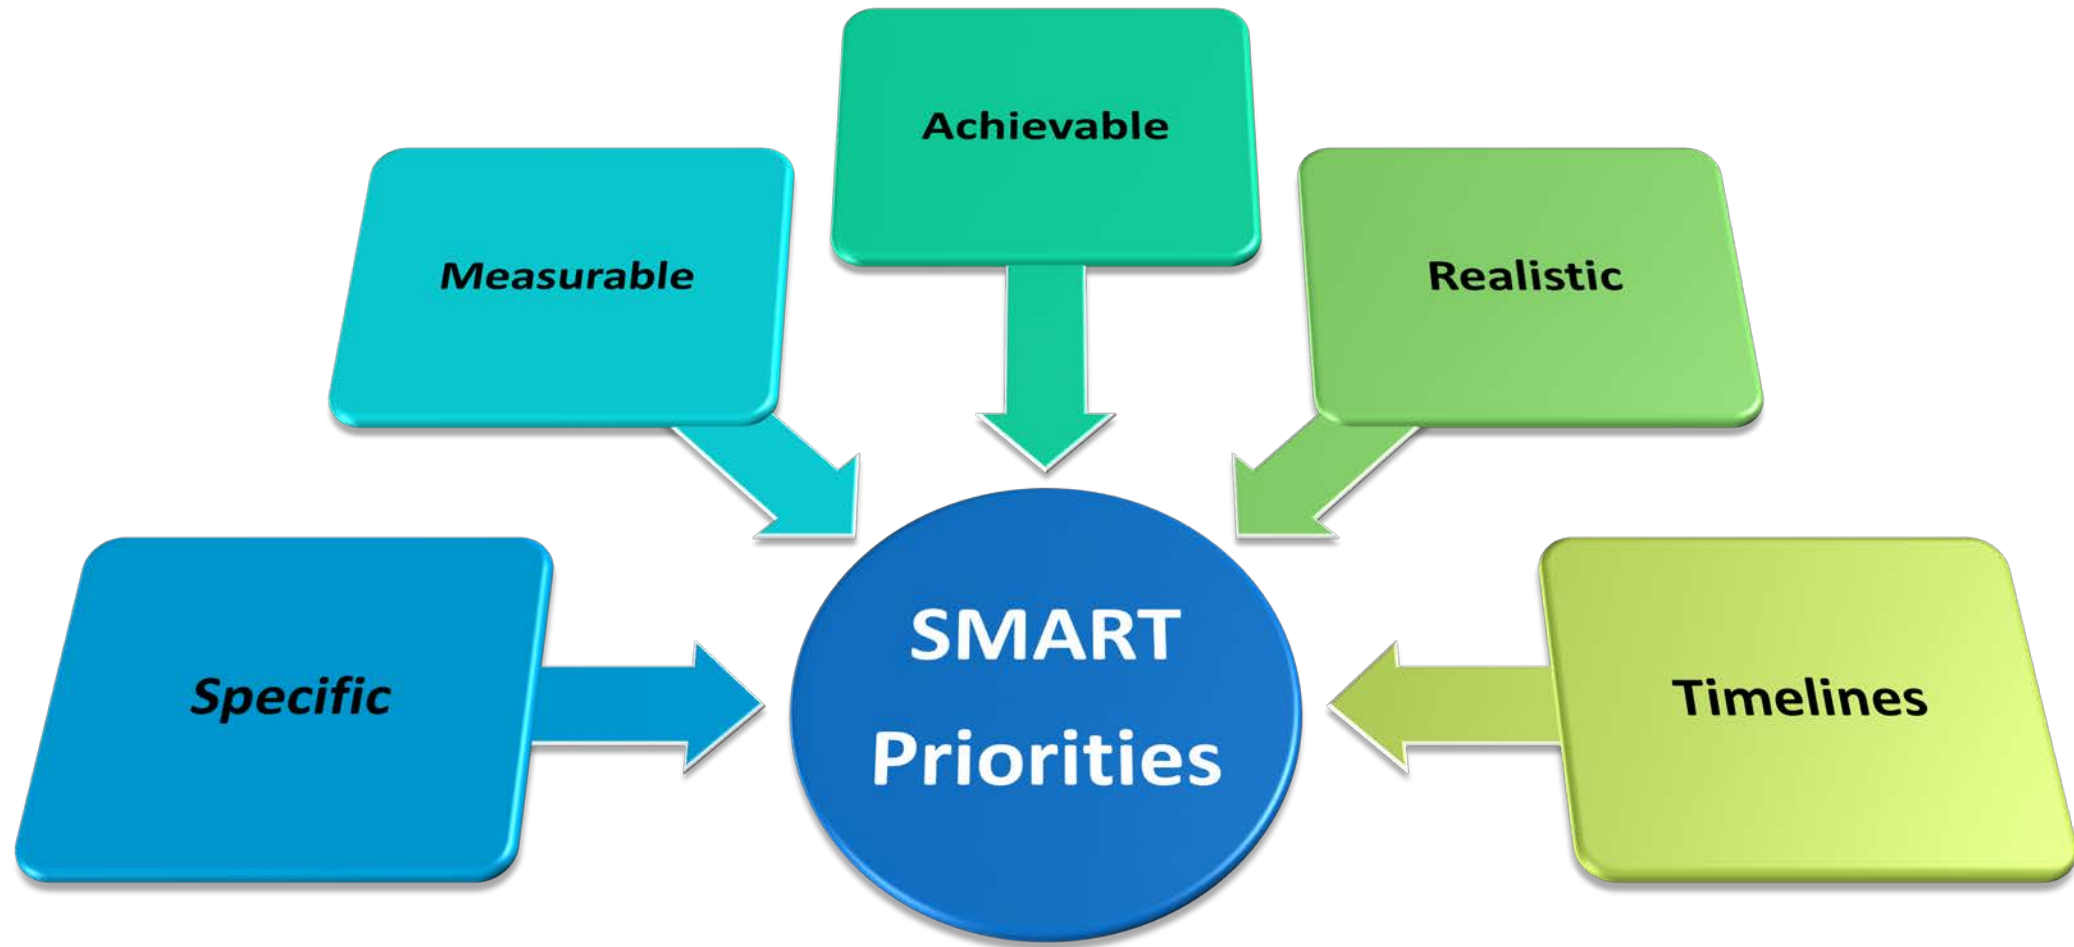 Achievable
Measurable
Realistic
Specific
SMART
Priorities
Timelines